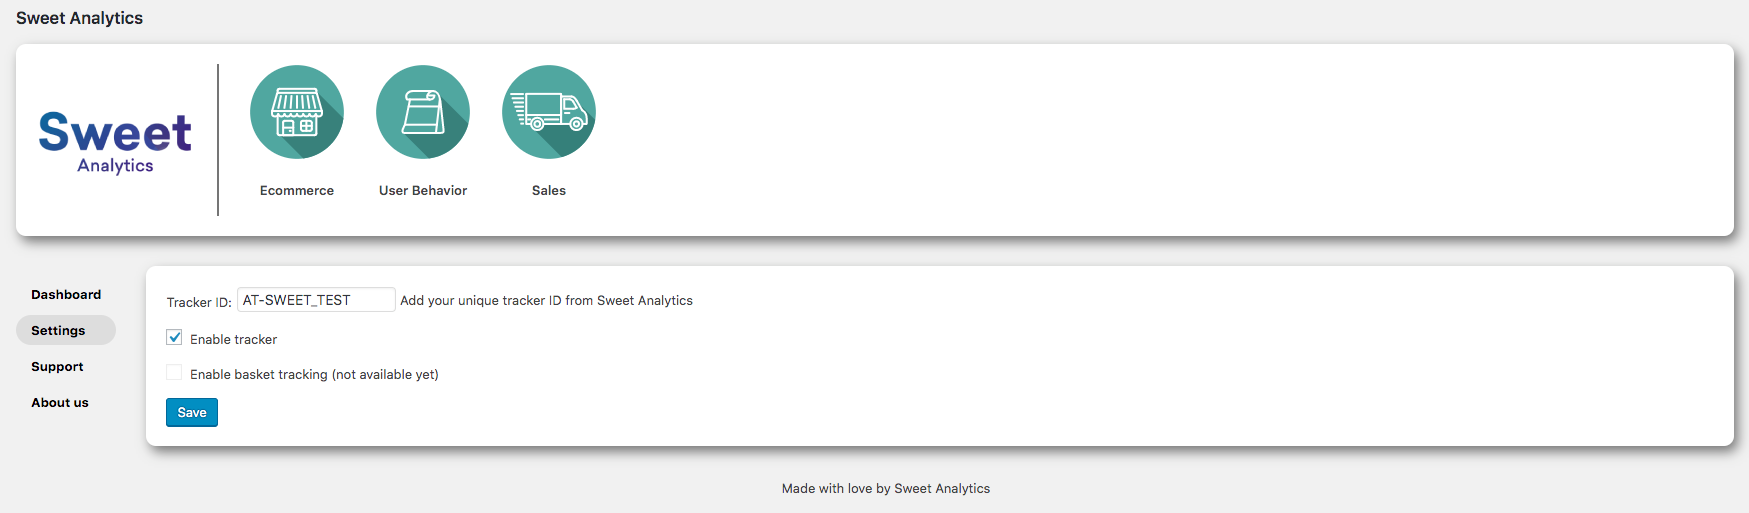 Sweet Analytics
Sweet
Analytics
Ecommerce User Behavior Sales
Dashboard
Settings
Support
About us
Tracker ID: AT-SWEET_TEST Add your unique tracker ID from Sweet Analytics
Enable tracker
Enable basket tracking (not available yet)
Save
Made with love by Sweet Analytics